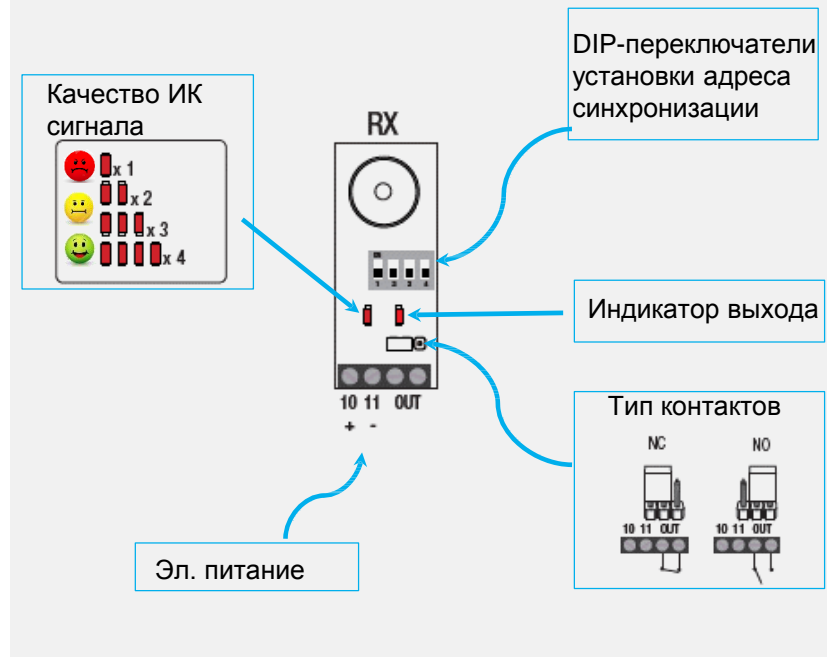 DIP-переключатели
установки адреса
синхронизации
Качество ИК
сигнала
x 1
x 2
x 3
x 4
RX
1 2 3 4
Индикатор выхода
10 11 OUT
+ -
Тип контактов
NC NO
10 11 OUT 10 11 OUT
Эл. питание